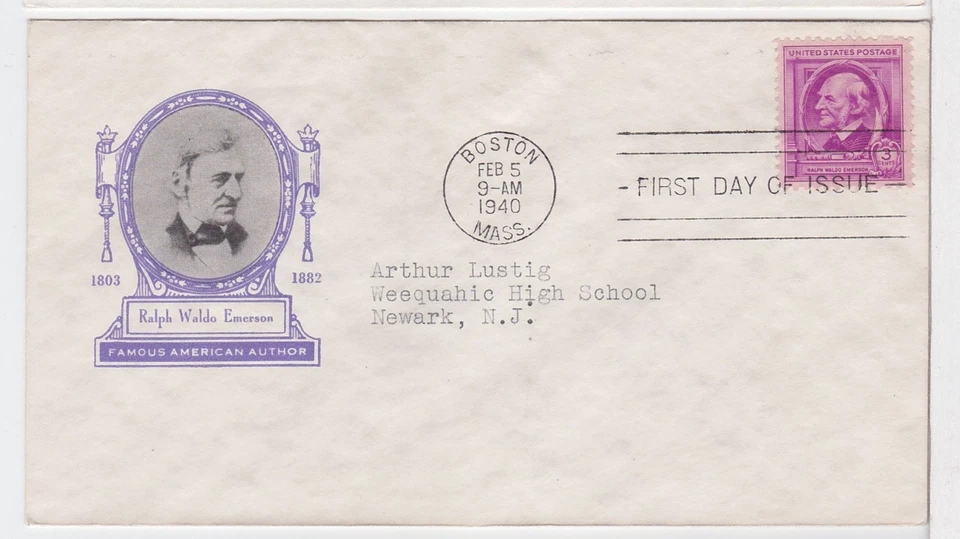 UNITED STATES POSTAGE
3
CENTS
RALPH WALDO EMERSON
BOSTON
FEB 5
9-AM
1940
MASS.
FIRST DAY OF ISSUE
1803
1882
Ralph Waldo Emerson
FAMOUS AMERICAN AUTHOR
Arthur Lustig
Weequahic High School
Newark, N.J.